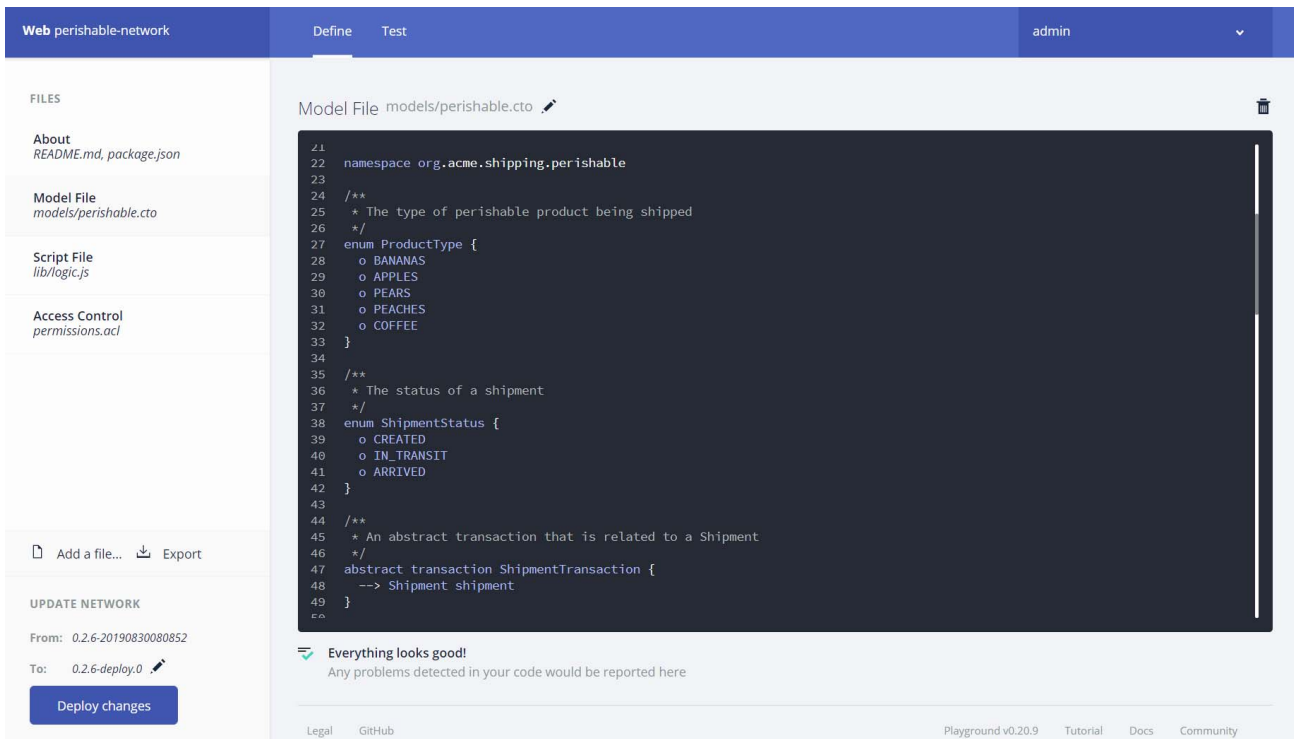 Web perishable-network
Define
Test
admin
FILES
About
README.md, package.json
Model File
models/perishable.cto
Script File
lib/logic.js
Access Control
permissions.acl
Add a file...
Export
UPDATE NETWORK
From: 0.2.6-20190830080852
To: 0.2.6-deploy.0
Deploy changes
Model File models/perishable.cto
21
22 namespace org.acme.shipping.perishable
23
24 /**
25 * The type of perishable product being shipped
26 */
27 enum ProductType {
28 o BANANAS
29 o APPLES
30 o PEARS
31 o PEACHES
32 o COFFEE
33 }
34
35 /**
36 * The status of a shipment
37 */
38 enum ShipmentStatus {
39 o CREATED
40 o IN_TRANSIT
41 o ARRIVED
42 }
43
44 /**
45 * An abstract transaction that is related to a Shipment
46 */
47 abstract transaction ShipmentTransaction {
48 --> Shipment shipment
49 }
50
Everything looks good!
Any problems detected in your code would be reported here
Legal
GitHub
Playground v0.20.9
Tutorial
Docs
Community